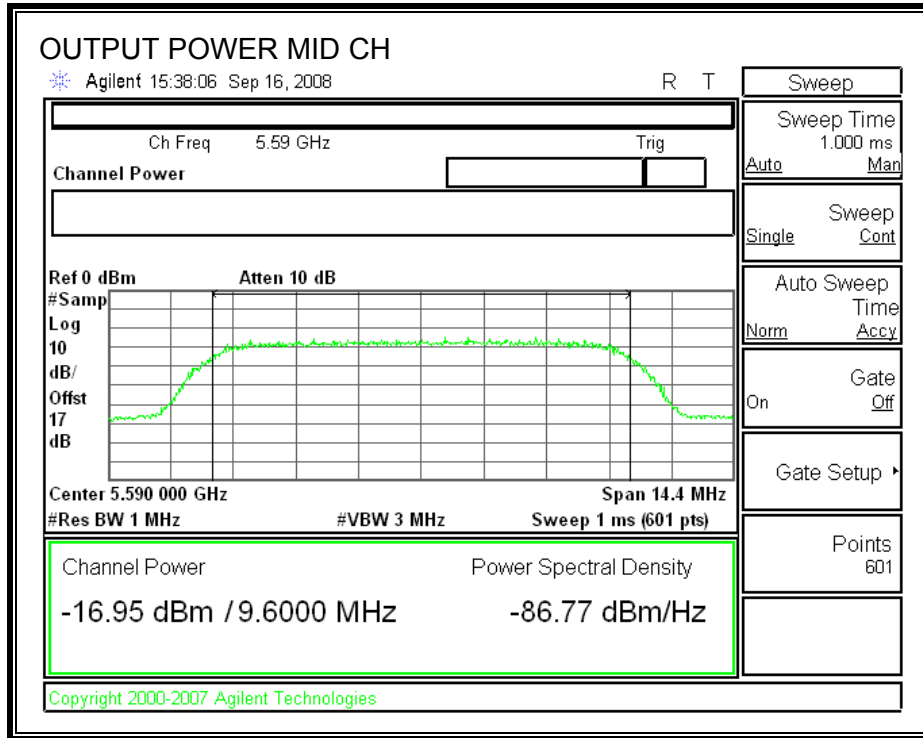 OUTPUT POWER MID CH
Agilent 15:38:06 Sep 16, 2008 R T
Sweep
Ch Freq 5.59 GHz Trig
Channel Power
Sweep Time
1.000 ms
Auto Man
Sweep
Single Cont
Ref 0 dBm Atten 10 dB
#Samp
Log
10
dB/
Offst
17
dB
Auto Sweep
Time
Norm Accy
Gate
On Off
Gate Setup
Center 5.590 000 GHz Span 14.4 MHz
#Res BW 1 MHz #VBW 3 MHz Sweep 1 ms (601 pts)
Points
601
Channel Power Power Spectral Density
-16.95 dBm / 9.6000 MHz -86.77 dBm/Hz
Copyright 2000-2007 Agilent Technologies